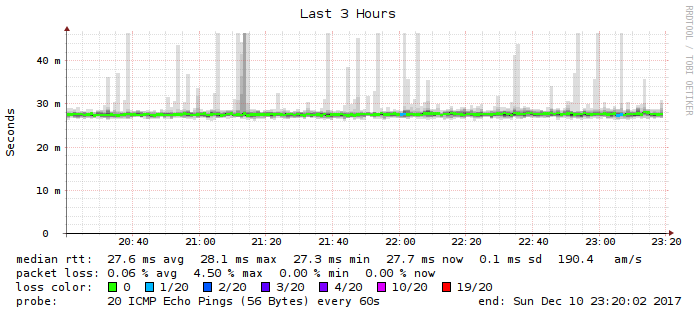 Last 3 Hours
RRDTOOL / TOBI OETIKER
Seconds
40 m
30 m
20 m
10 m
0
20:40 21:00 21:20 21:40 22:00 22:20 22:40 23:00 23:20
median rtt: 27.6 ms avg 28.1 ms max 27.3 ms min 27.7 ms now 0.1 ms sd 190.4 am/s
packet loss: 0.06 % avg 4.50 % max 0.00 % min 0.00 % now
loss color: 0 1/20 2/20 3/20 4/20 10/20 19/20
probe: 20 ICMP Echo Pings (56 Bytes) every 60s end: Sun Dec 10 23:20:02 2017